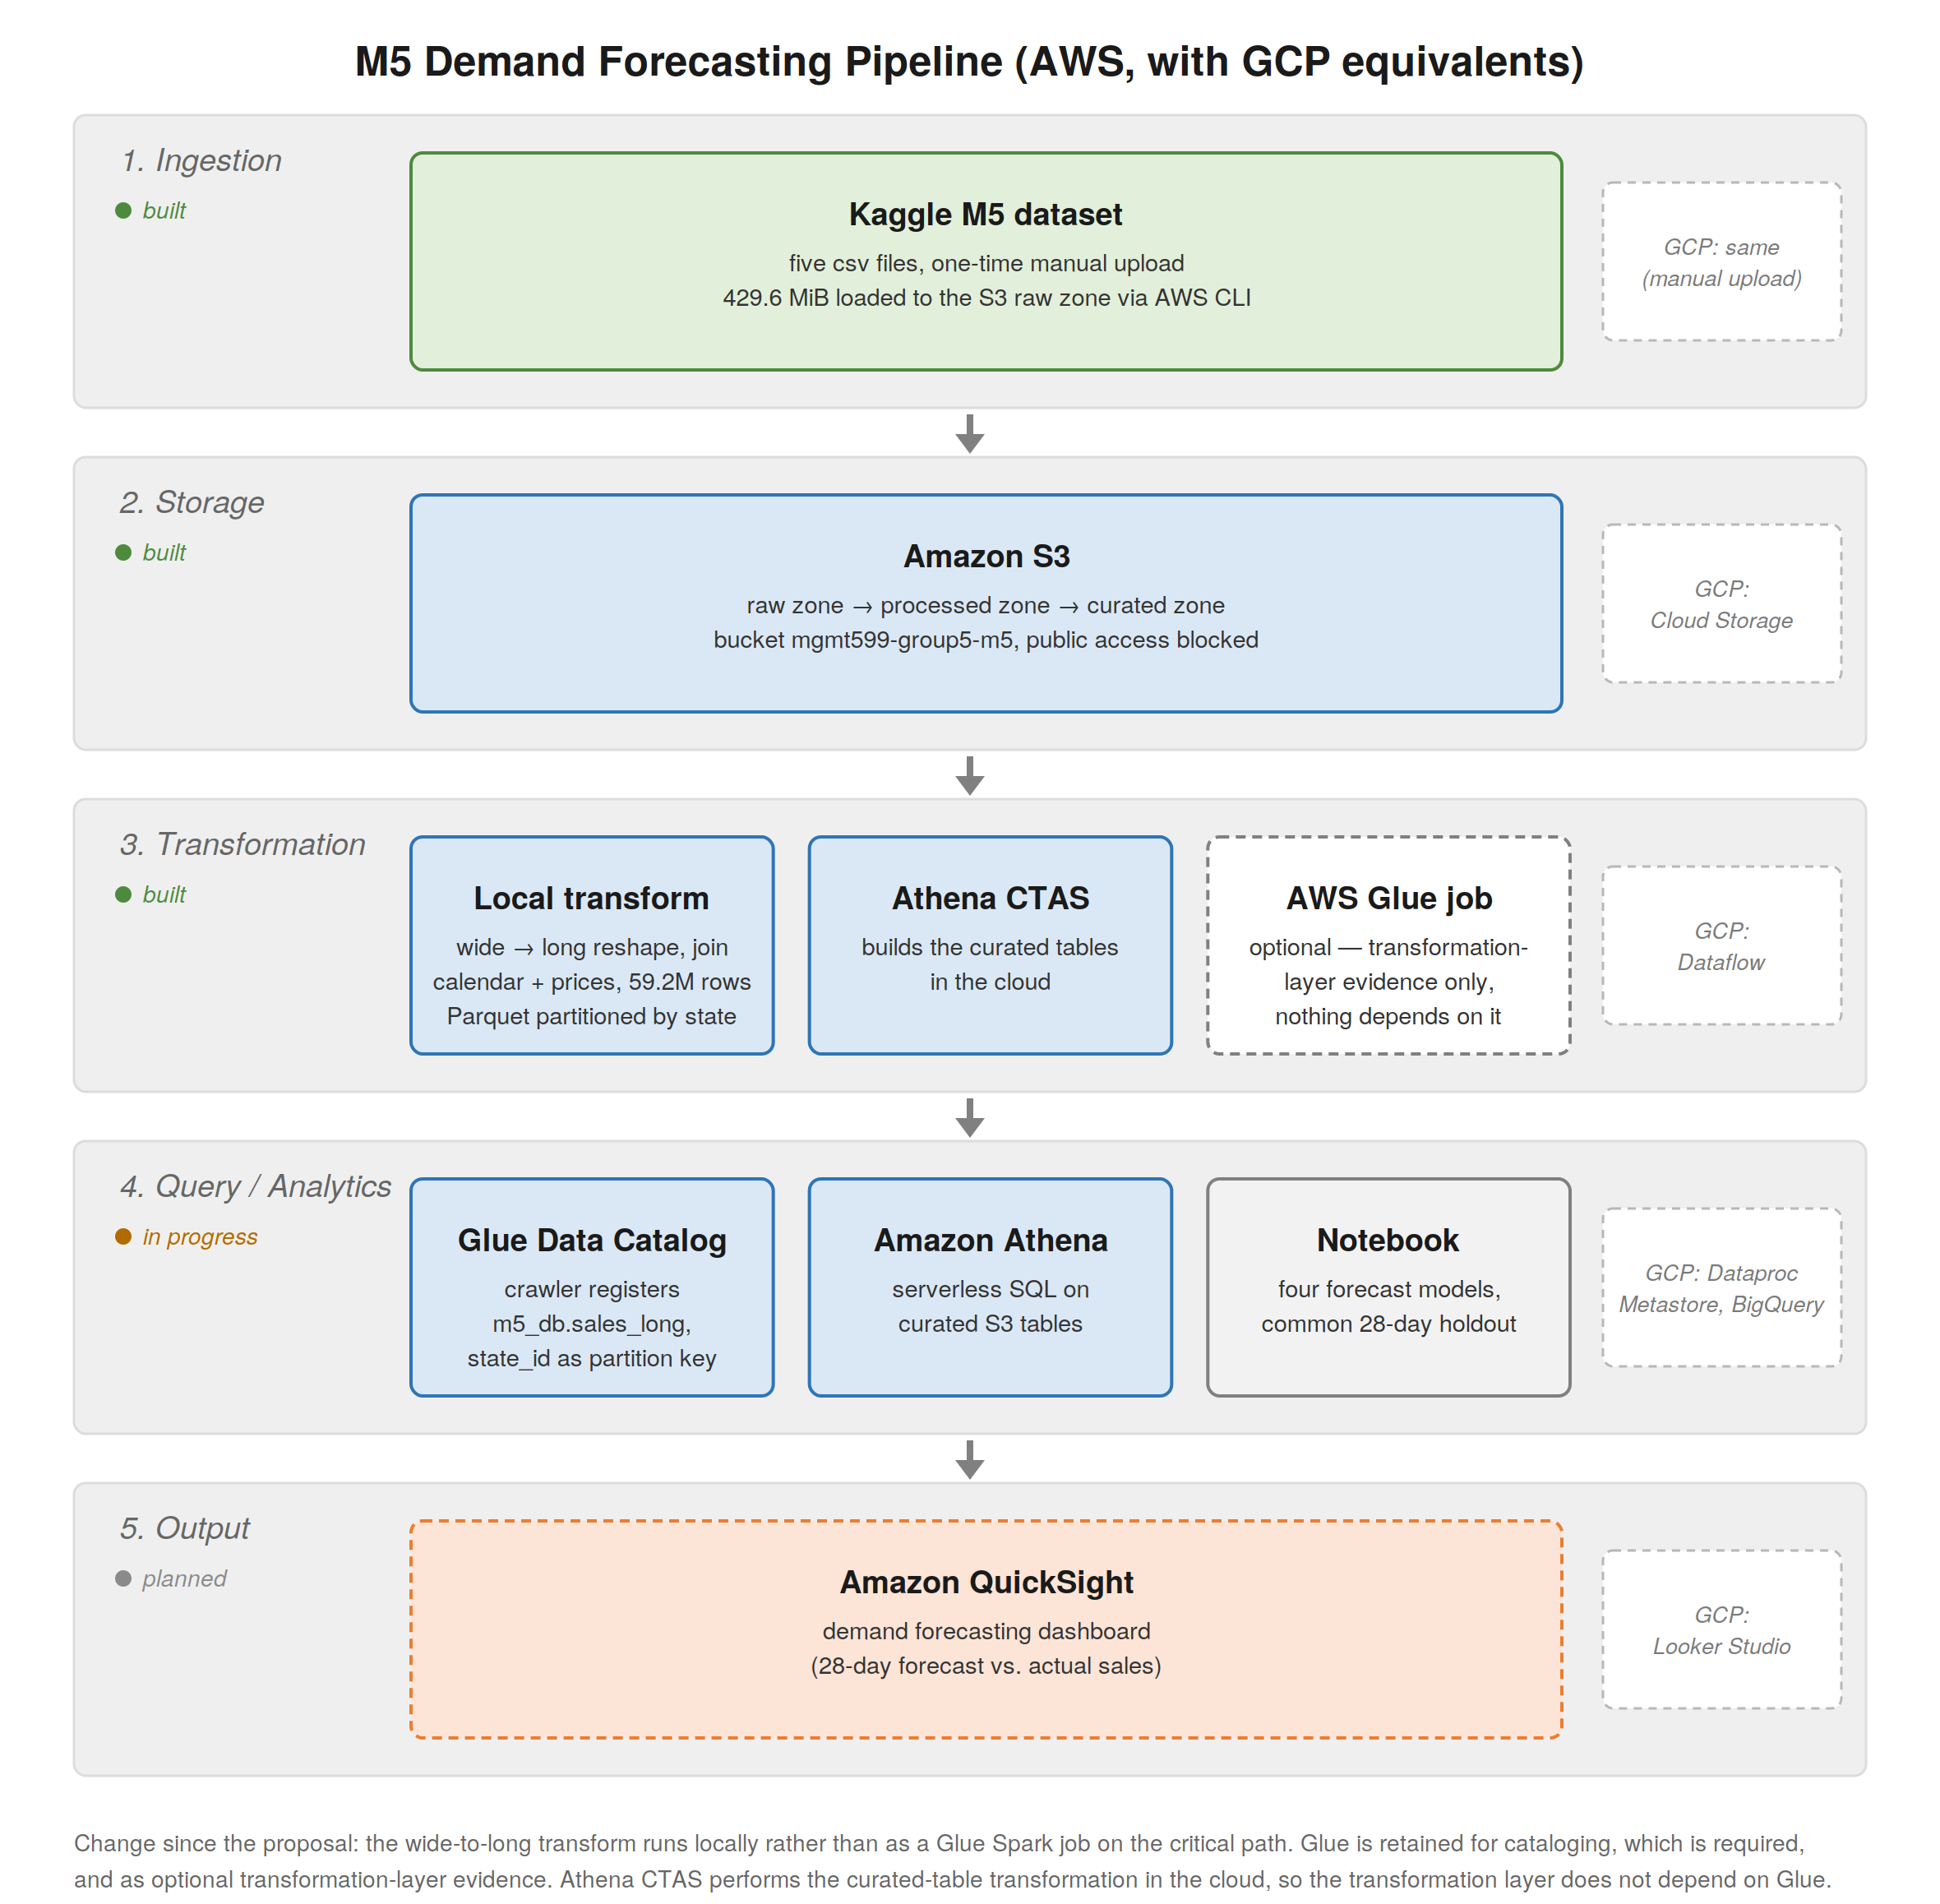 M5 Demand Forecasting Pipeline (AWS, with GCP equivalents)
1. Ingestion
built
Kaggle M5 dataset
five csv files, one-time manual upload
429.6 MiB loaded to the S3 raw zone via AWS CLI
GCP: same
(manual upload)
2. Storage
built
Amazon S3
raw zone → processed zone → curated zone
bucket mgmt599-group5-m5, public access blocked
GCP:
Cloud Storage
3. Transformation
built
Local transform
wide → long reshape, join
calendar + prices, 59.2M rows
Parquet partitioned by state
Athena CTAS
builds the curated tables
in the cloud
AWS Glue job
optional — transformation-
layer evidence only,
nothing depends on it
GCP:
Dataflow
4. Query / Analytics
in progress
Glue Data Catalog
crawler registers
m5_db.sales_long,
state_id as partition key
Amazon Athena
serverless SQL on
curated S3 tables
Notebook
four forecast models,
common 28-day holdout
GCP: Dataproc
Metastore, BigQuery
5. Output
planned
Amazon QuickSight
demand forecasting dashboard
(28-day forecast vs. actual sales)
GCP:
Looker Studio
Change since the proposal: the wide-to-long transform runs locally rather than as a Glue Spark job on the critical path. Glue is retained for cataloging, which is required,
and as optional transformation-layer evidence. Athena CTAS performs the curated-table transformation in the cloud, so the transformation layer does not depend on Glue.